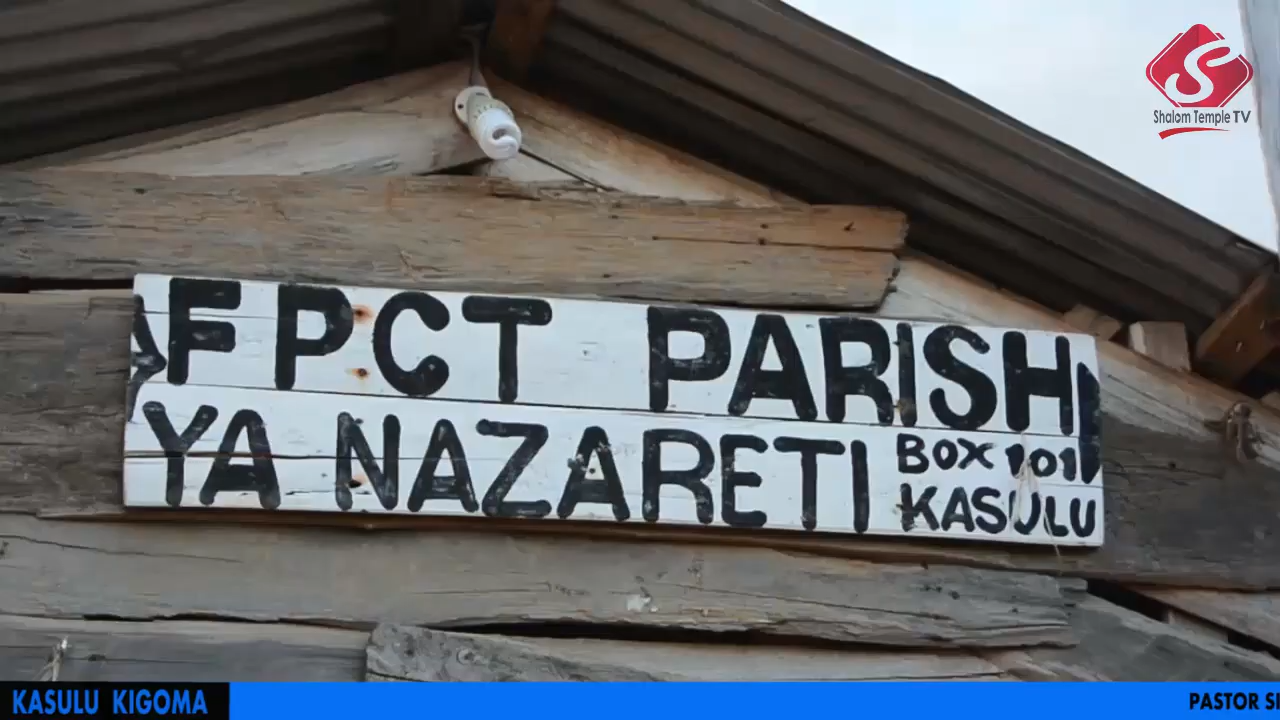 Shalom Temple TV
FPCT PARISH
YA NAZARETI
BOX 101
KASULU
KASULU KIGOMA
PASTOR